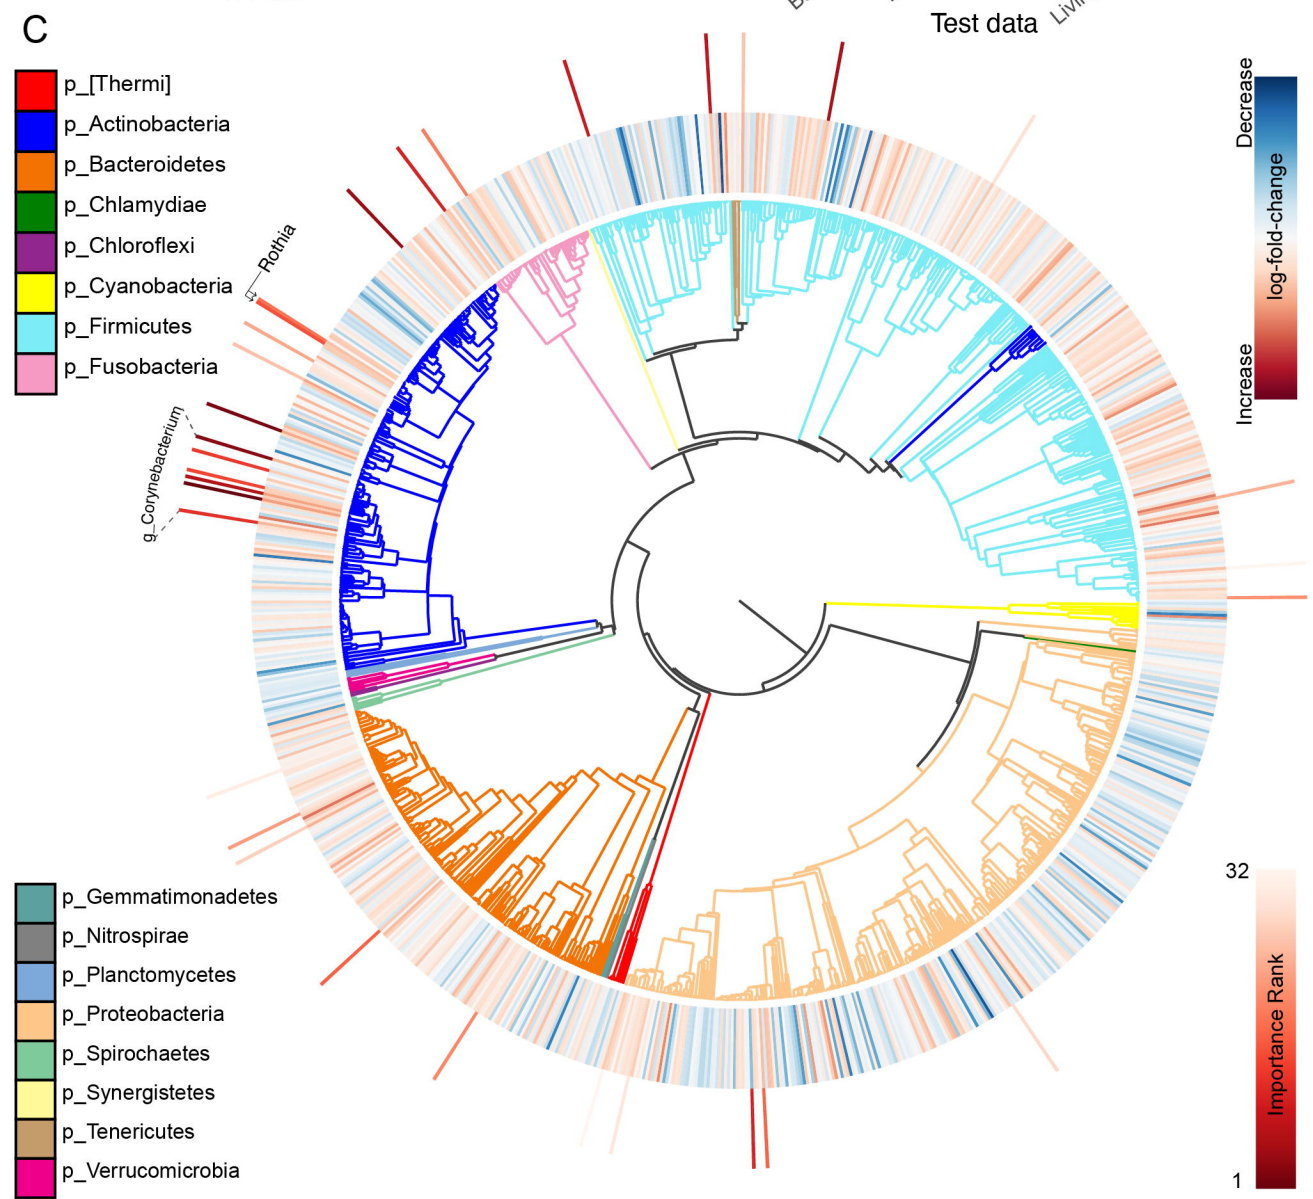 C
Test data
p_[Thermi]
p_Actinobacteria
p_Bacteroidetes
p_Chlamydiae
p_Chloroflexi
p_Cyanobacteria
p_Firmicutes
p_Fusobacteria
Rothia
g_Corynebacterium
Decrease
log-fold-change
Increase
p_Gemmatimonadetes
p_Nitrospirae
p_Planctomycetes
p_Proteobacteria
p_Spirochaetes
p_Synergistetes
p_Tenericutes
p_Verrucomicrobia
32
Importance Rank
1